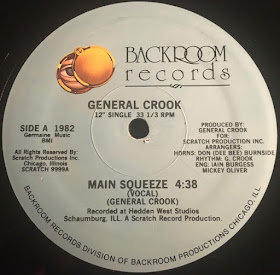 BACKROOM
records
GENERAL CROOK
12" SINGLE 33 1/3 RPM
SIDE A 1982
Germaine Music
BMI
All Rights Reserved By:
Scratch Productions Inc.
Chicago, Illinois
SCRATCH 9999A
PRODUCED BY:
GENERAL CROOK
FOR
SCRATCH PRODUCTION INC.
ARRANGERS:
HORNS: DON (DEE BEE) BURNSIDE
RHYTHM: G. CROOK
ENG: IAIN BURGESS
MICKEY OLIVER
MAIN SQUEEZE 4:38
(VOCAL)
(GENERAL CROOK)
Recorded at Hedden West Studios
Schaumburg, ILL. A Scratch Record Production.
BACKROOM RECORDS DIVISION OF BACKROOM PRODUCTIONS CHICAGO, ILL